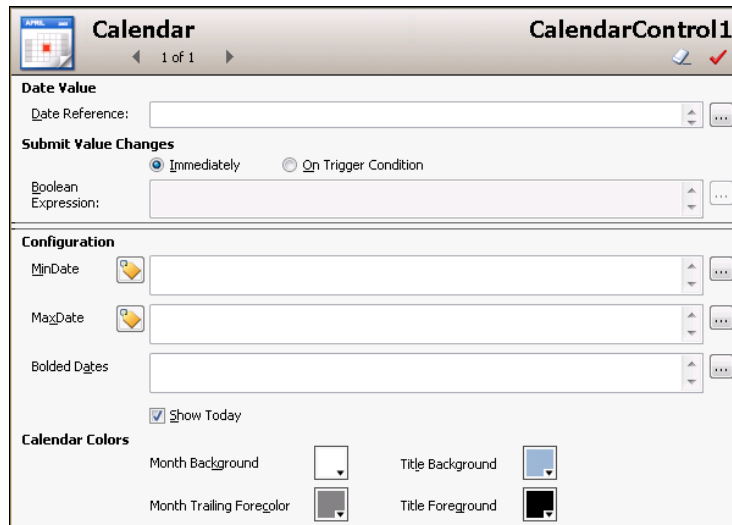 APRIL
Calendar
CalendarControl1
1 of 1
Date Value
Date Reference:
...
Submit Value Changes
Immediately
On Trigger Condition
Boolean
Expression:
...
Configuration
MinDate
...
MaxDate
...
Bolded Dates
...
Show Today
Calendar Colors
Month Background
Title Background
Month Trailing Forecolor
Title Foreground